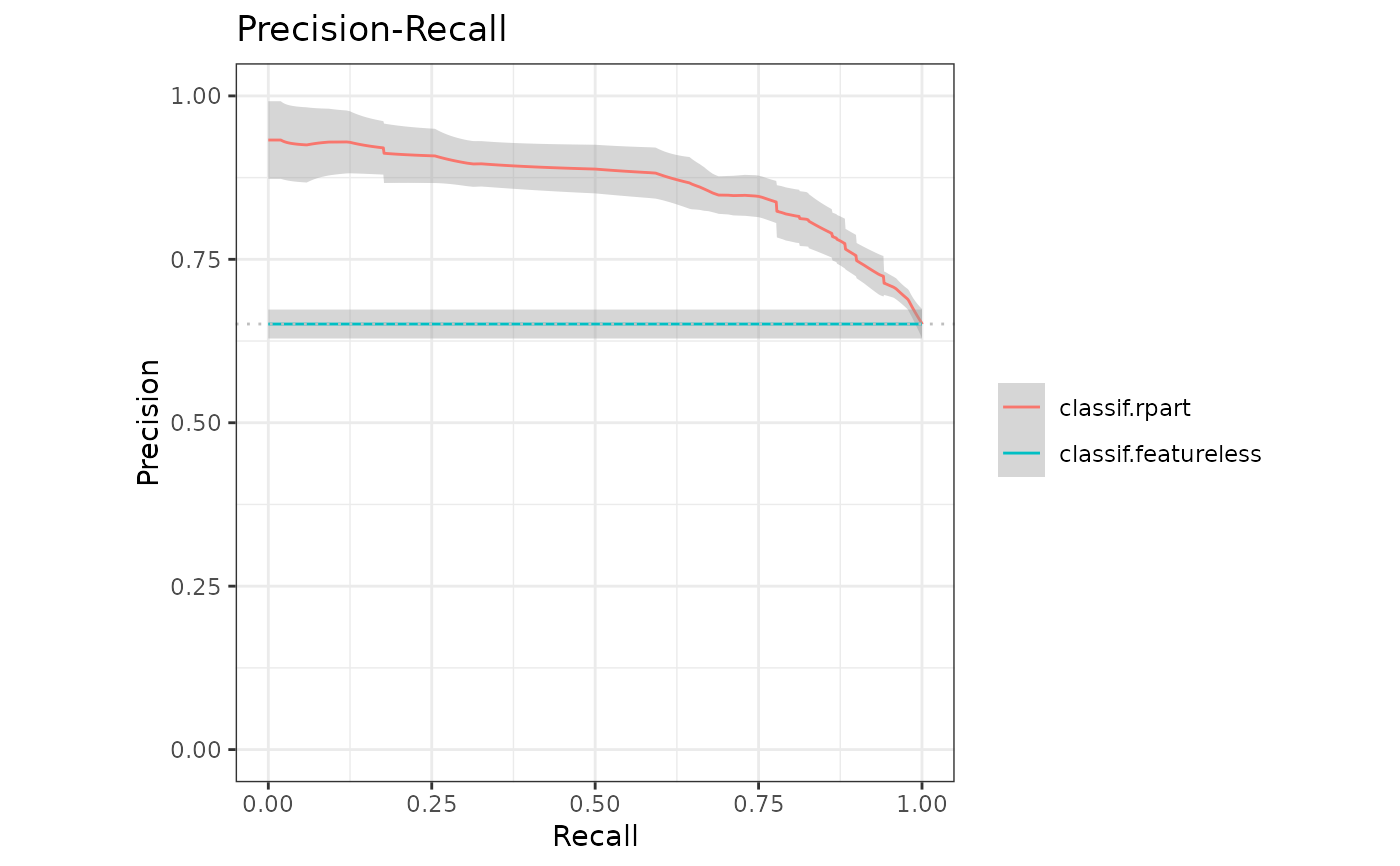 Precision-Recall
1.00
0.75
0.50
0.25
0.00
Precision
0.00 0.25 0.50 0.75 1.00
Recall
classif.rpart
classif.featureless